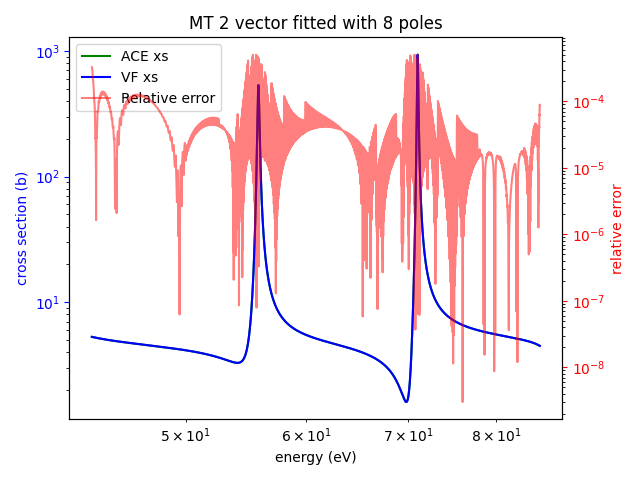 MT 2 vector fitted with 8 poles
ACE xs
VF xs
Relative error
10³
10²
10¹
cross section (b)
10⁻⁴
10⁻⁵
10⁻⁶
10⁻⁷
10⁻⁸
relative error
5 × 10¹
6 × 10¹
7 × 10¹
8 × 10¹
energy (eV)